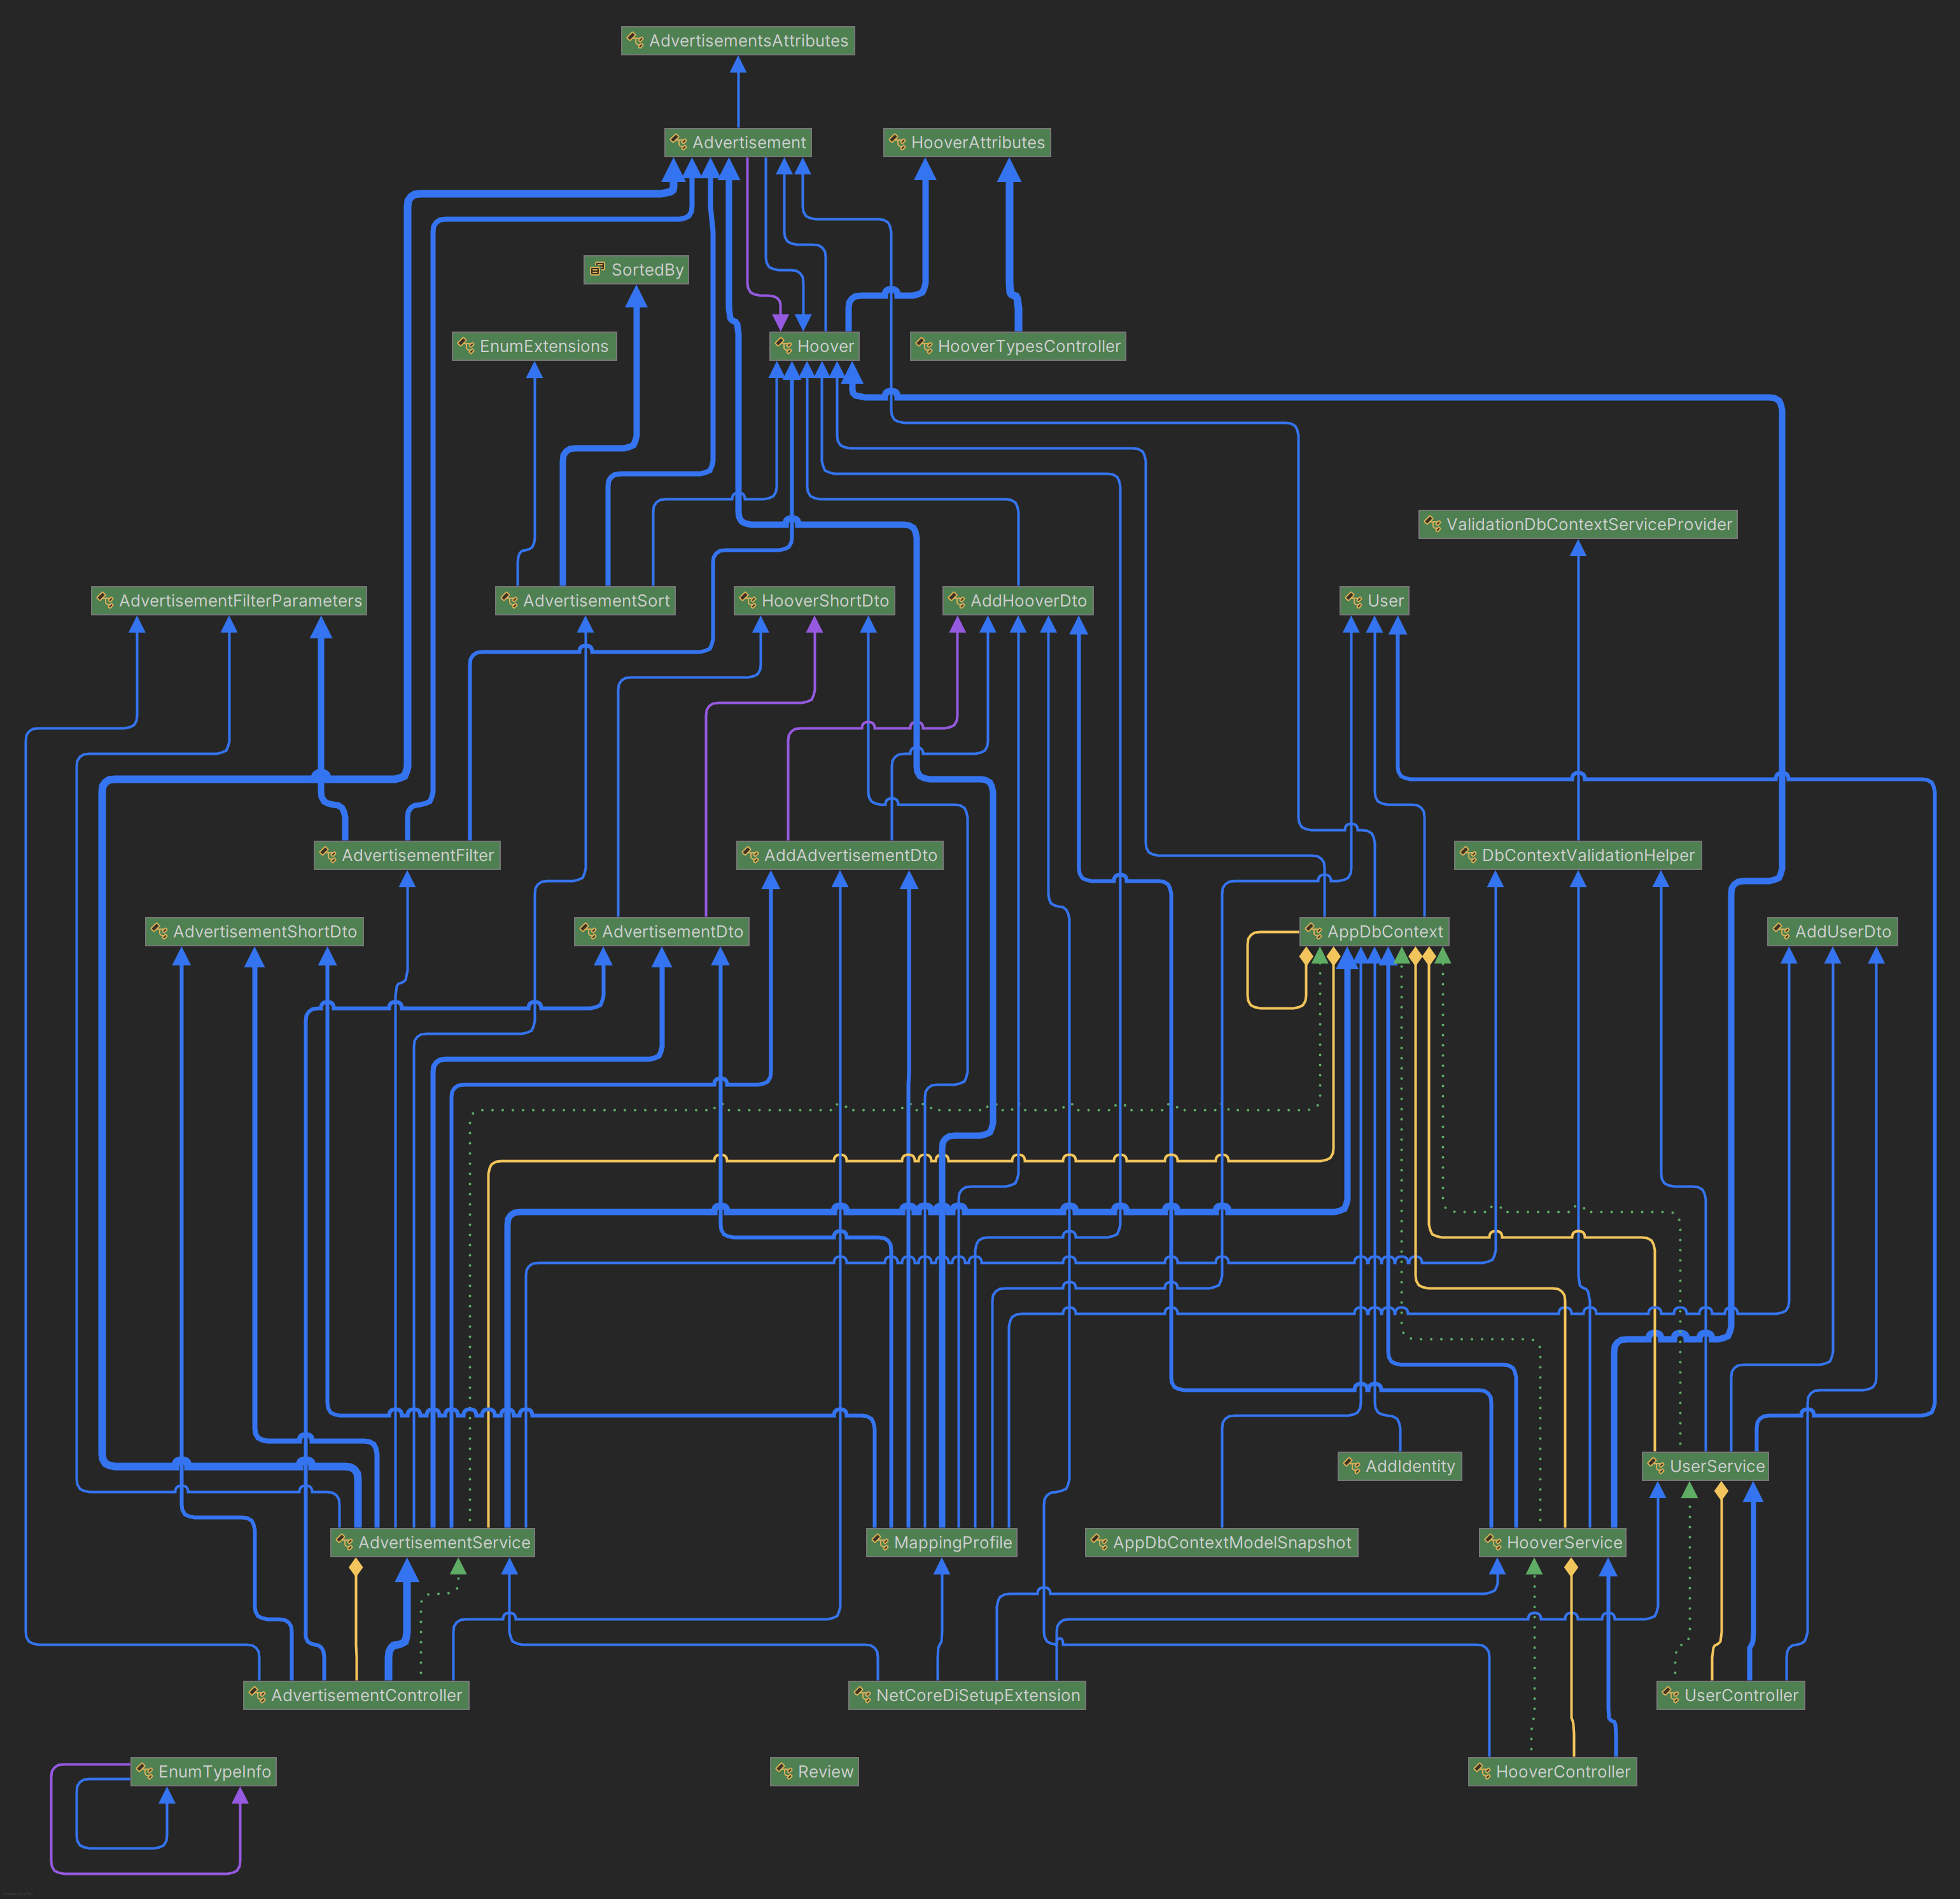 AdvertisementsAttributes
Advertisement
HooverAttributes
SortedBy
EnumExtensions
Hoover
HooverTypesController
ValidationDbContextServiceProvider
AdvertisementFilterParameters
AdvertisementSort
HooverShortDto
AddHooverDto
User
AdvertisementFilter
AddAdvertisementDto
DbContextValidationHelper
AdvertisementShortDto
AdvertisementDto
AppDbContext
AddUserDto
AddIdentity
UserService
AdvertisementService
MappingProfile
AppDbContextModelSnapshot
HooverService
AdvertisementController
NetCoreDiSetupExtension
UserController
EnumTypeInfo
Review
HooverController